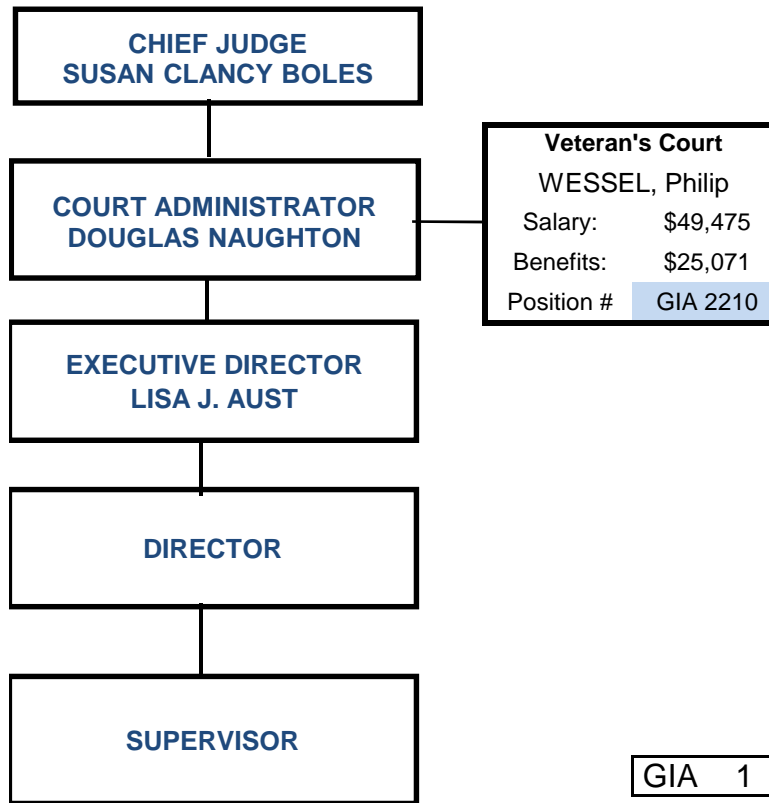 CHIEF JUDGE
SUSAN CLANCY BOLES
COURT ADMINISTRATOR
DOUGLAS NAUGHTON
Veteran's Court
WESSEL, Philip
Salary: $49,475
Benefits: $25,071
Position # GIA 2210
EXECUTIVE DIRECTOR
LISA J. AUST
DIRECTOR
SUPERVISOR
GIA 1